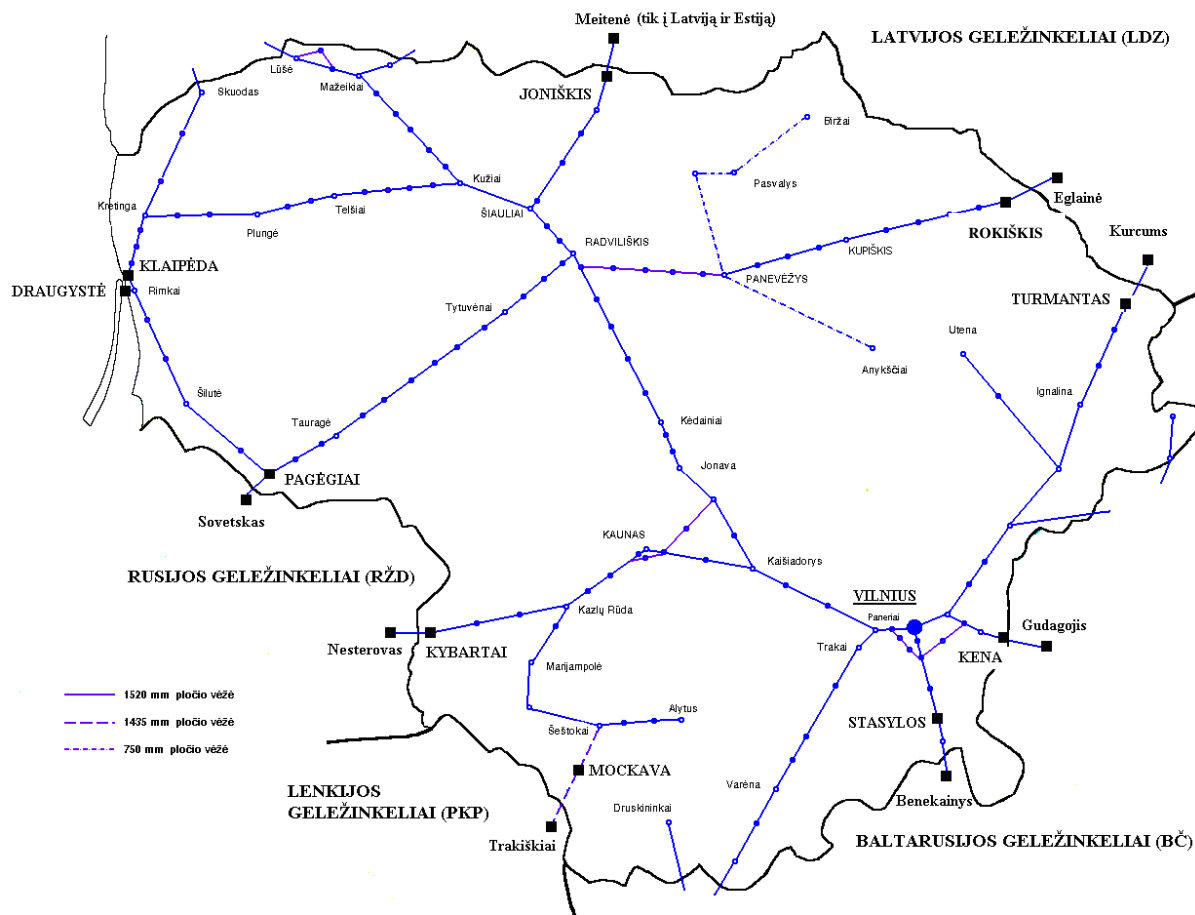 Meitenė (tik į Latviją ir Estiją)
LATVIJOS GELEŽINKELIAI (LDZ)
Lūšė
Mažeikiai
JONIŠKIS
Skuodas
Biržai
Pasvalys
Kužiai
Telšiai
Eglainė
Kretinga
ŠIAULIAI
ROKIŠKIS
Plungė
Kurcums
RADVILIŠKIS
KUPIŠKIS
KLAIPĖDA
DRAUGYSTĖ
Rimkai
PANEVĖŽYS
TURMANTAS
Tytuvėnai
Utena
Anykščiai
Ignalina
Šilutė
Tauragė
Kėdainiai
Jonava
PAGĖGIAI
Sovetskas
KAUNAS
Kaišiadorys
RUSIJOS GELEŽINKELIAI (RŽD)
VILNIUS
Kazlų Rūda
Paneriai
Gudagojis
Nesterovas
KYBARTAI
Trakai
KENA
Marijampolė
1520 mm pločio vėžė
Alytus
1435 mm pločio vėžė
Šeštokai
STASYLOS
750 mm pločio vėžė
MOCKAVA
Varėna
LENKIJOS
GELEŽINKELIAI (PKP)
Druskininkai
Benekainys
Trakiškiai
BALTARUSIJOS GELEŽINKELIAI (BČ)